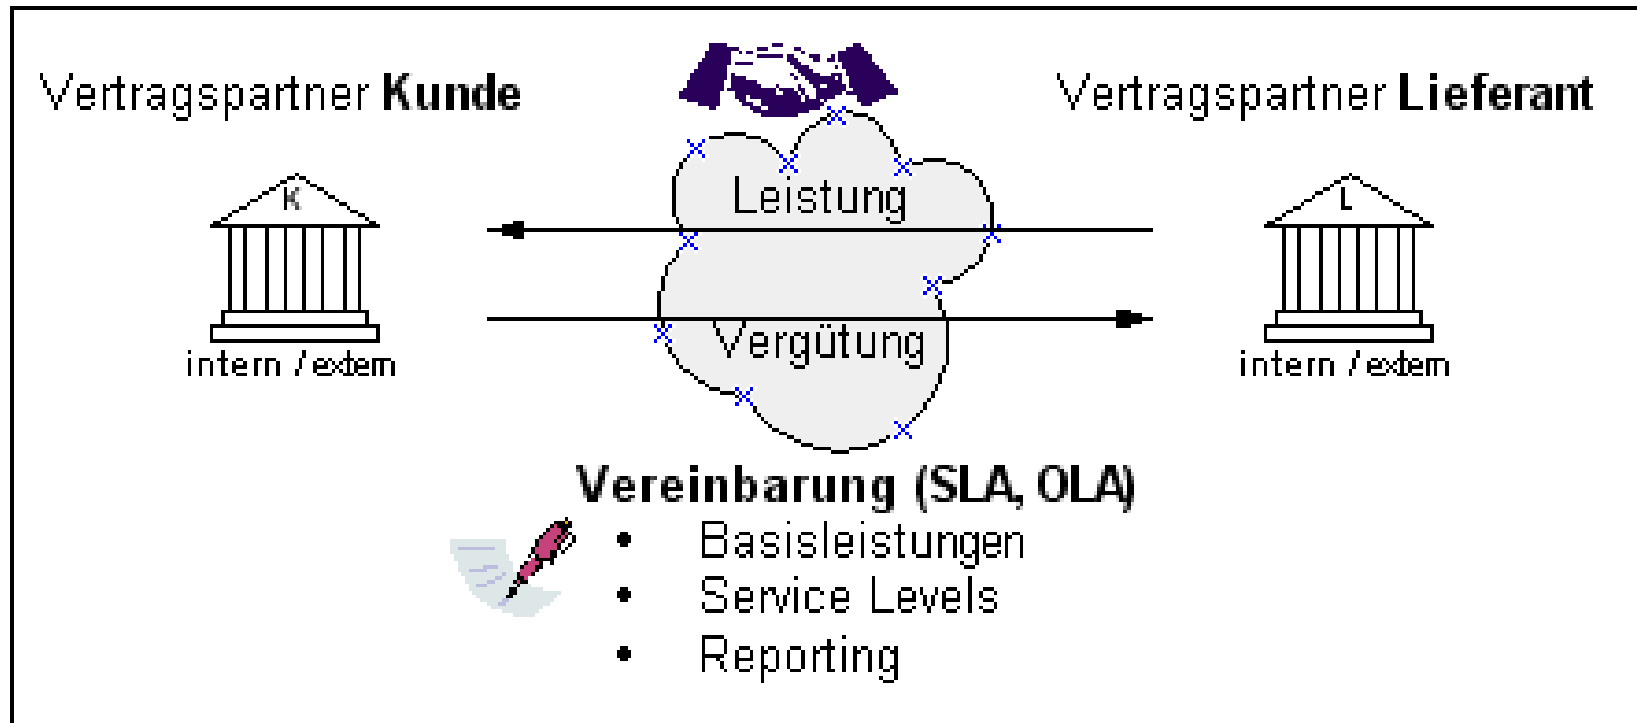 Vertragspartner Kunde
Vertragspartner Lieferant
K
L
Leistung
Vergütung
intern / extern
intern / extern
Vereinbarung (SLA, OLA)
• Basisleistungen
• Service Levels
• Reporting